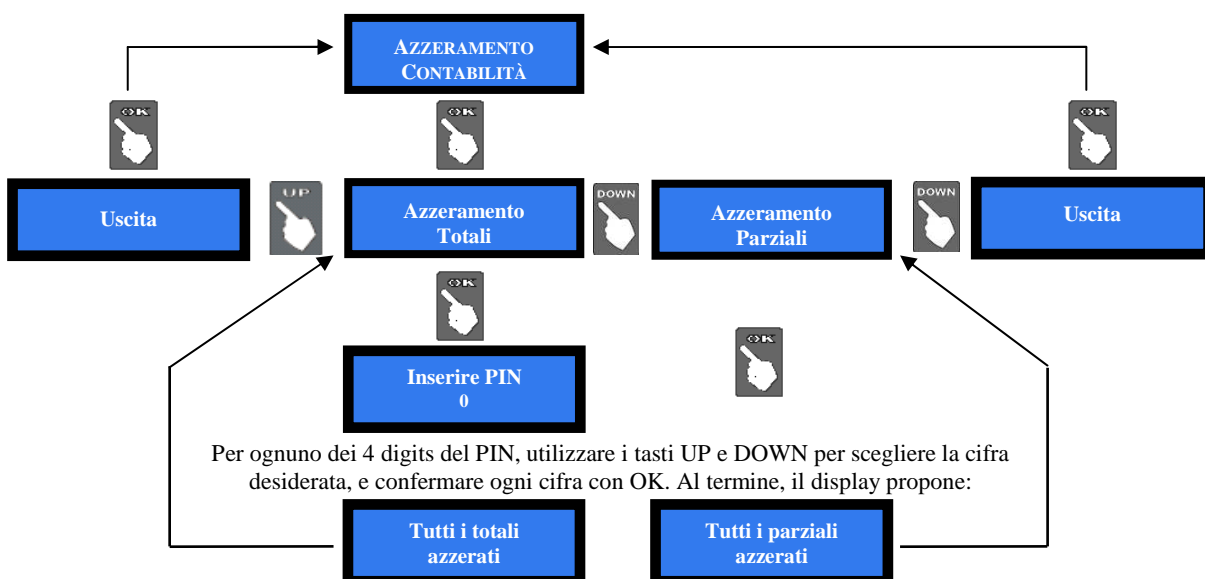 AZZERAMENTO
CONTABILITÀ
OK
OK
OK
Uscita
UP
Azzeramento
Totali
DOWN
Azzeramento
Parziali
DOWN
Uscita
OK
OK
Inserire PIN
0
Per ognuno dei 4 digits del PIN, utilizzare i tasti UP e DOWN per scegliere la cifra
desiderata, e confermare ogni cifra con OK. Al termine, il display propone:
Tutti i totali
azzerati
Tutti i parziali
azzerati